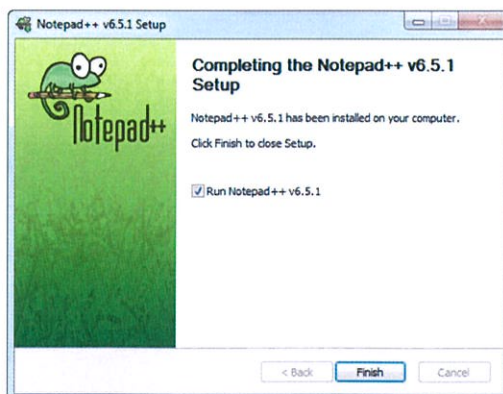 Notepad++ v6.5.1 Setup
Notepad++
Completing the Notepad++ v6.5.1
Setup
Notepad++ v6.5.1 has been installed on your computer.
Click Finish to close Setup.
Run Notepad++ v6.5.1
< Back
Finish
Cancel